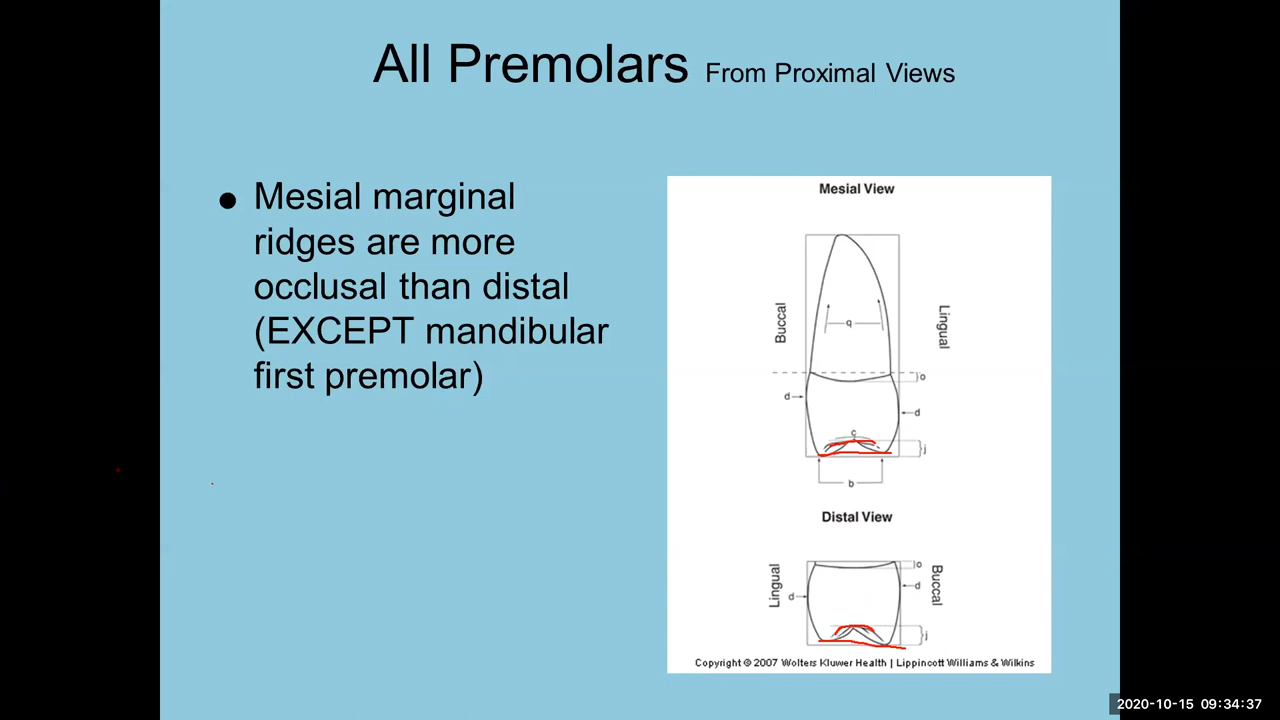 All Premolars From Proximal Views
● Mesial marginal
ridges are more
occlusal than distal
(EXCEPT mandibular
first premolar)
Mesial View
Buccal
Lingual
q
o
d
d
c
j
b
Distal View
Lingual
Buccal
o
d
d
j
Copyright © 2007 Wolters Kluwer Health | Lippincott Williams & Wilkins
2020-10-15 09:34:37